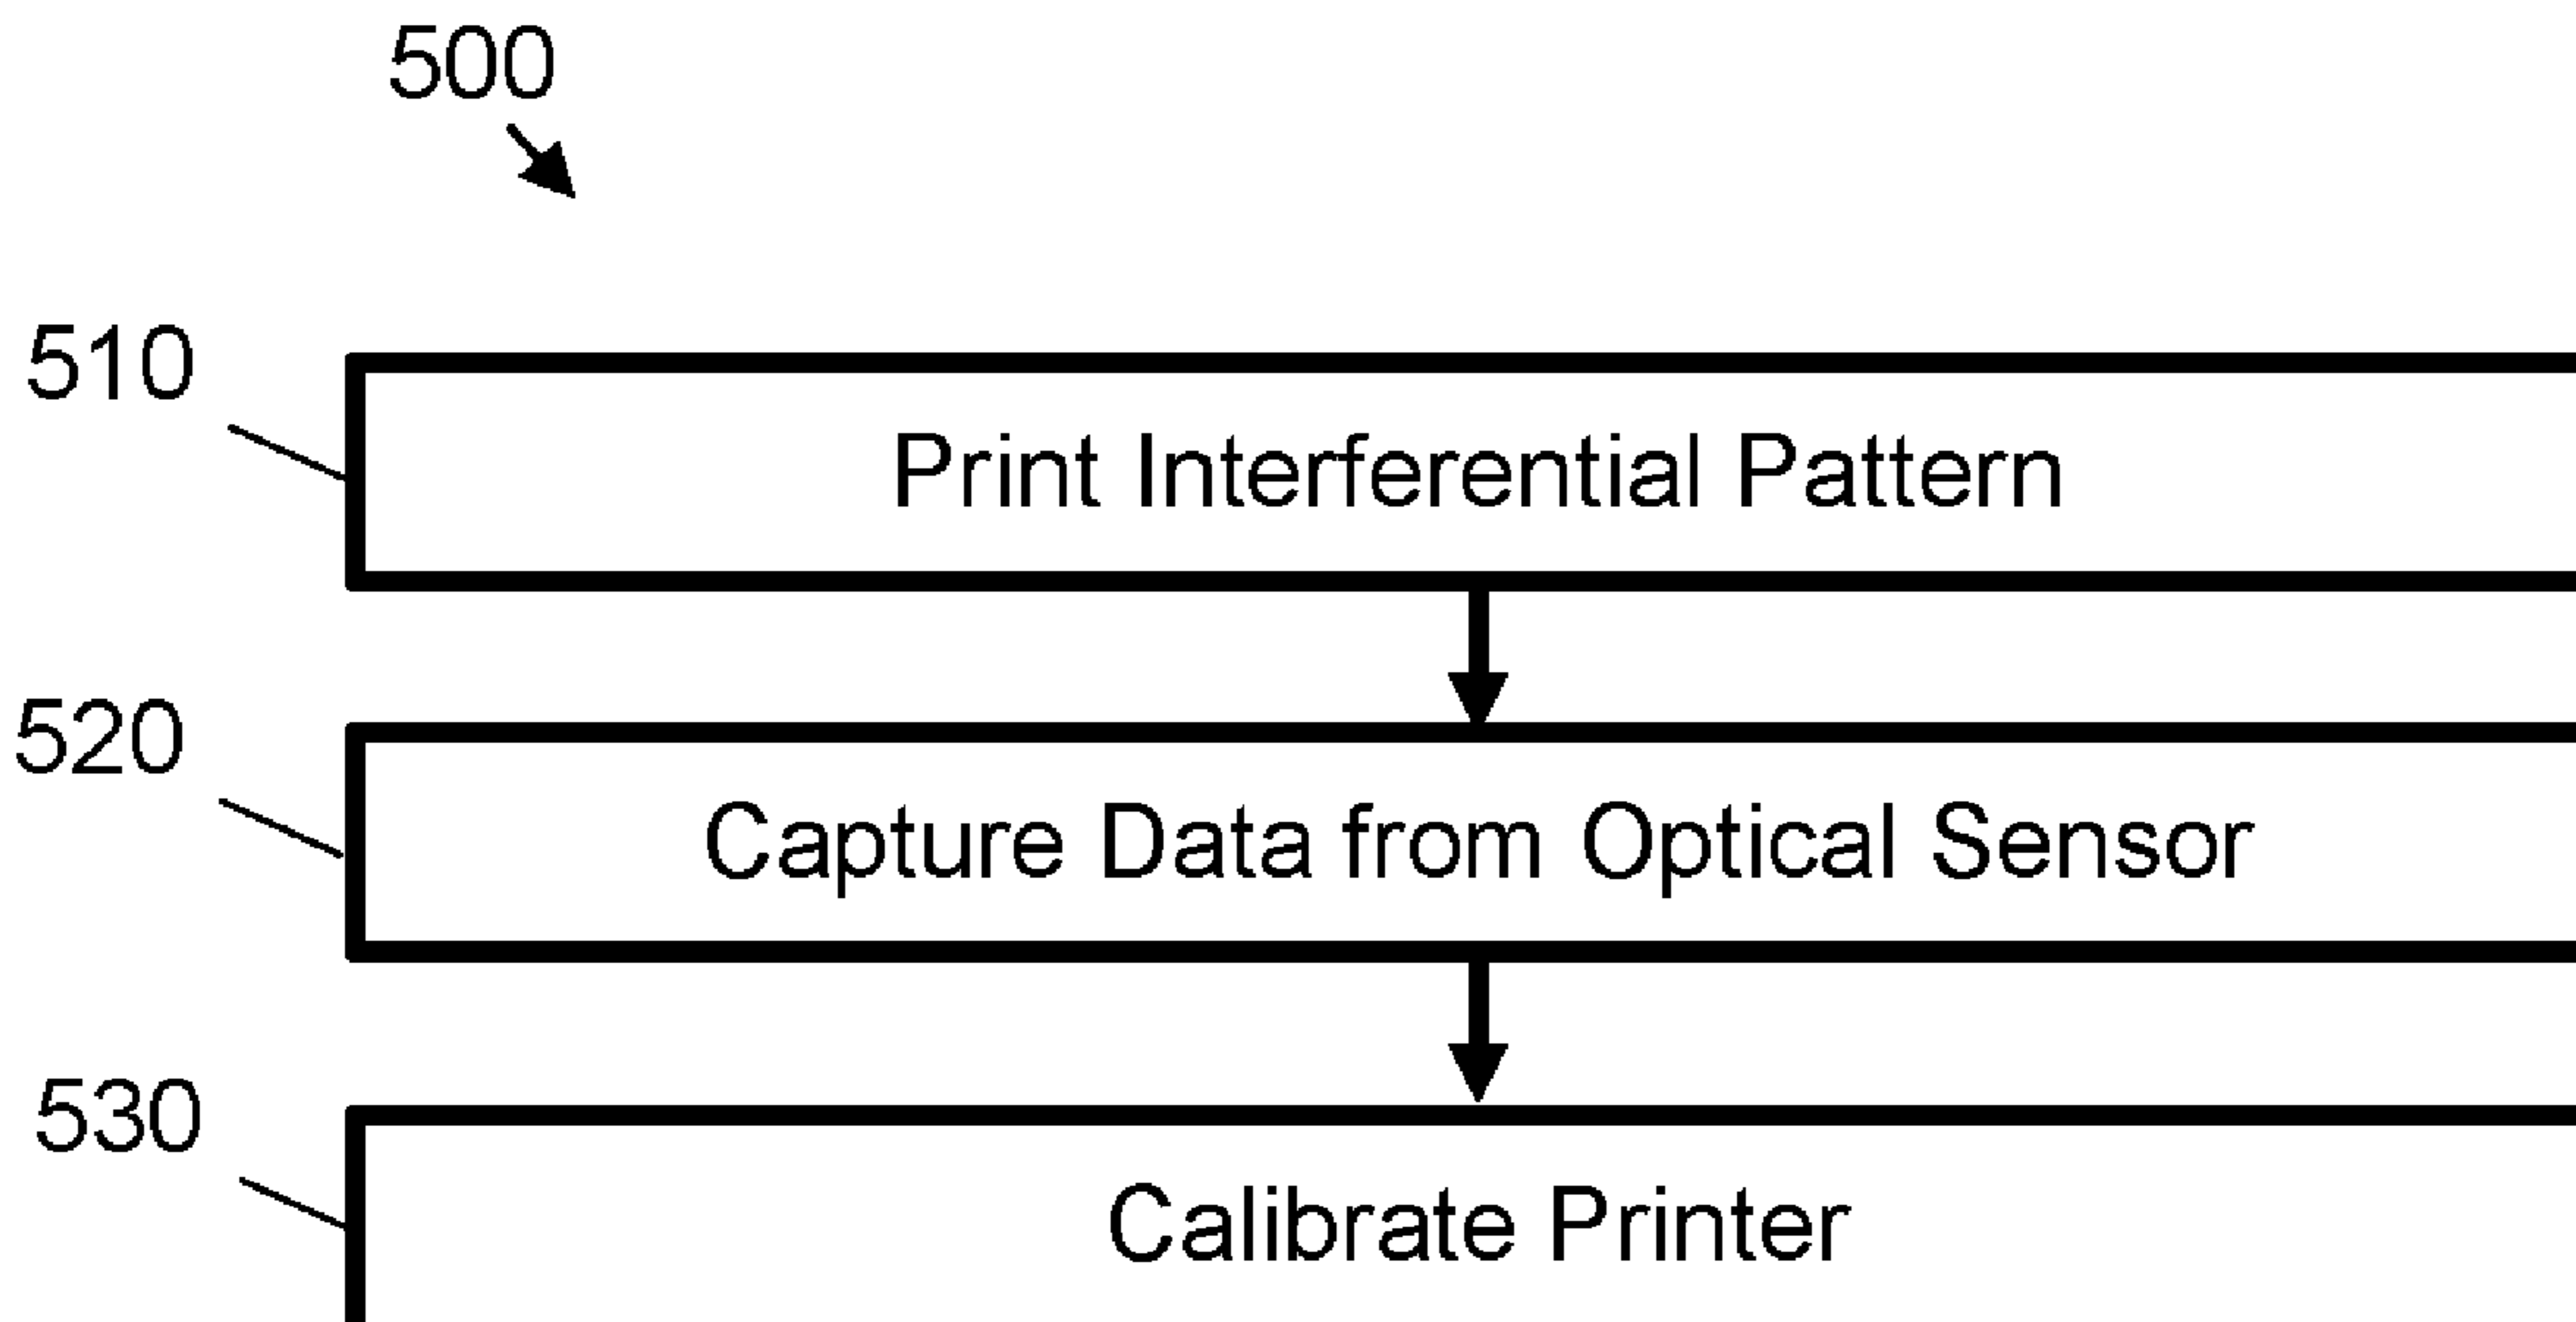 500
510
Print Interferential Pattern
520
Capture Data from Optical Sensor
530
Calibrate Printer